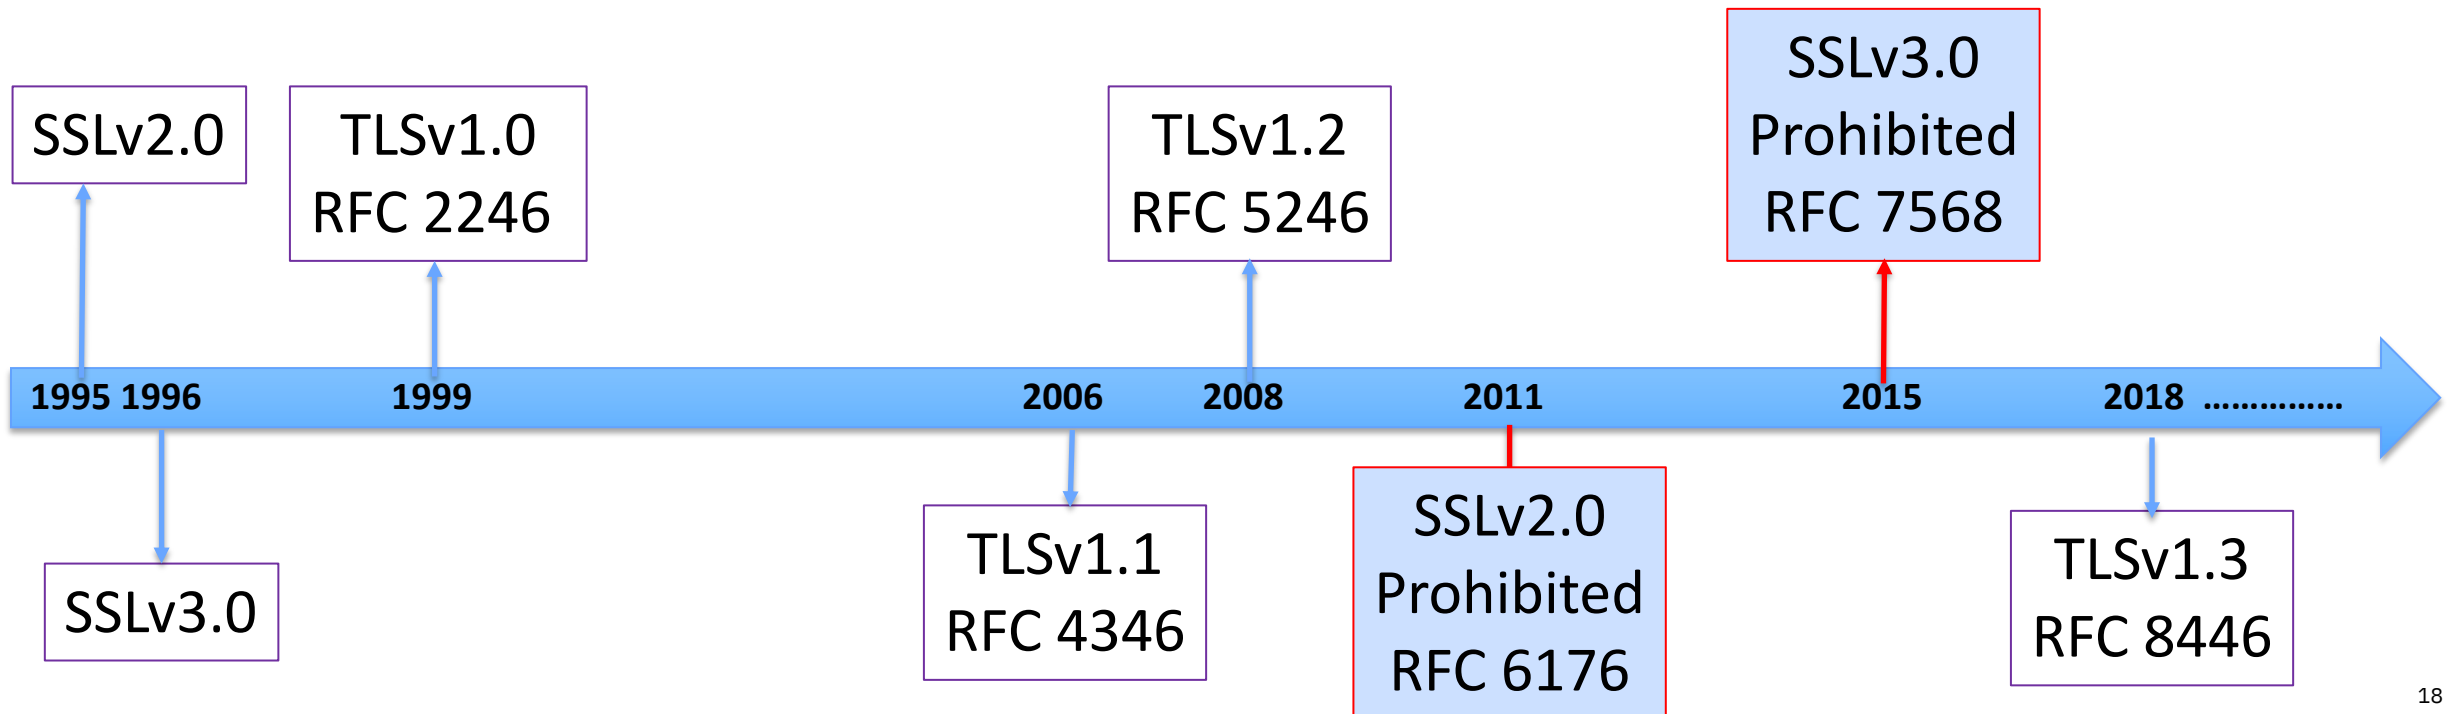 SSLv3.0
Prohibited
RFC 7568
SSLv2.0
TLSv1.0
RFC 2246
TLSv1.2
RFC 5246
1995 1996 1999 2006 2008 2011 2015 2018 ……………
SSLv3.0
TLSv1.1
RFC 4346
SSLv2.0
Prohibited
RFC 6176
TLSv1.3
RFC 8446
18